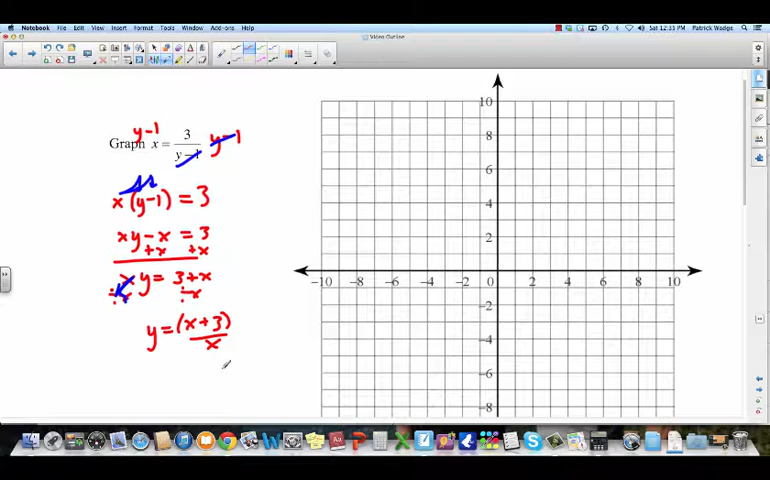 Notebook File Edit View Insert Format Tools Window Add-ons Help Sat 12:33 PM Patrick Wadge
Video Outline
Graph x = 3/(y−1)
y−1 y−1
x(y−1) = 3
xy − x = 3
+x +x
xy = 3 + x
÷x ÷x
y = (x+3)/x
10
8
6
4
2
−10 −8 −6 −4 −2 0 2 4 6 8 10
−2
−4
−6
−8